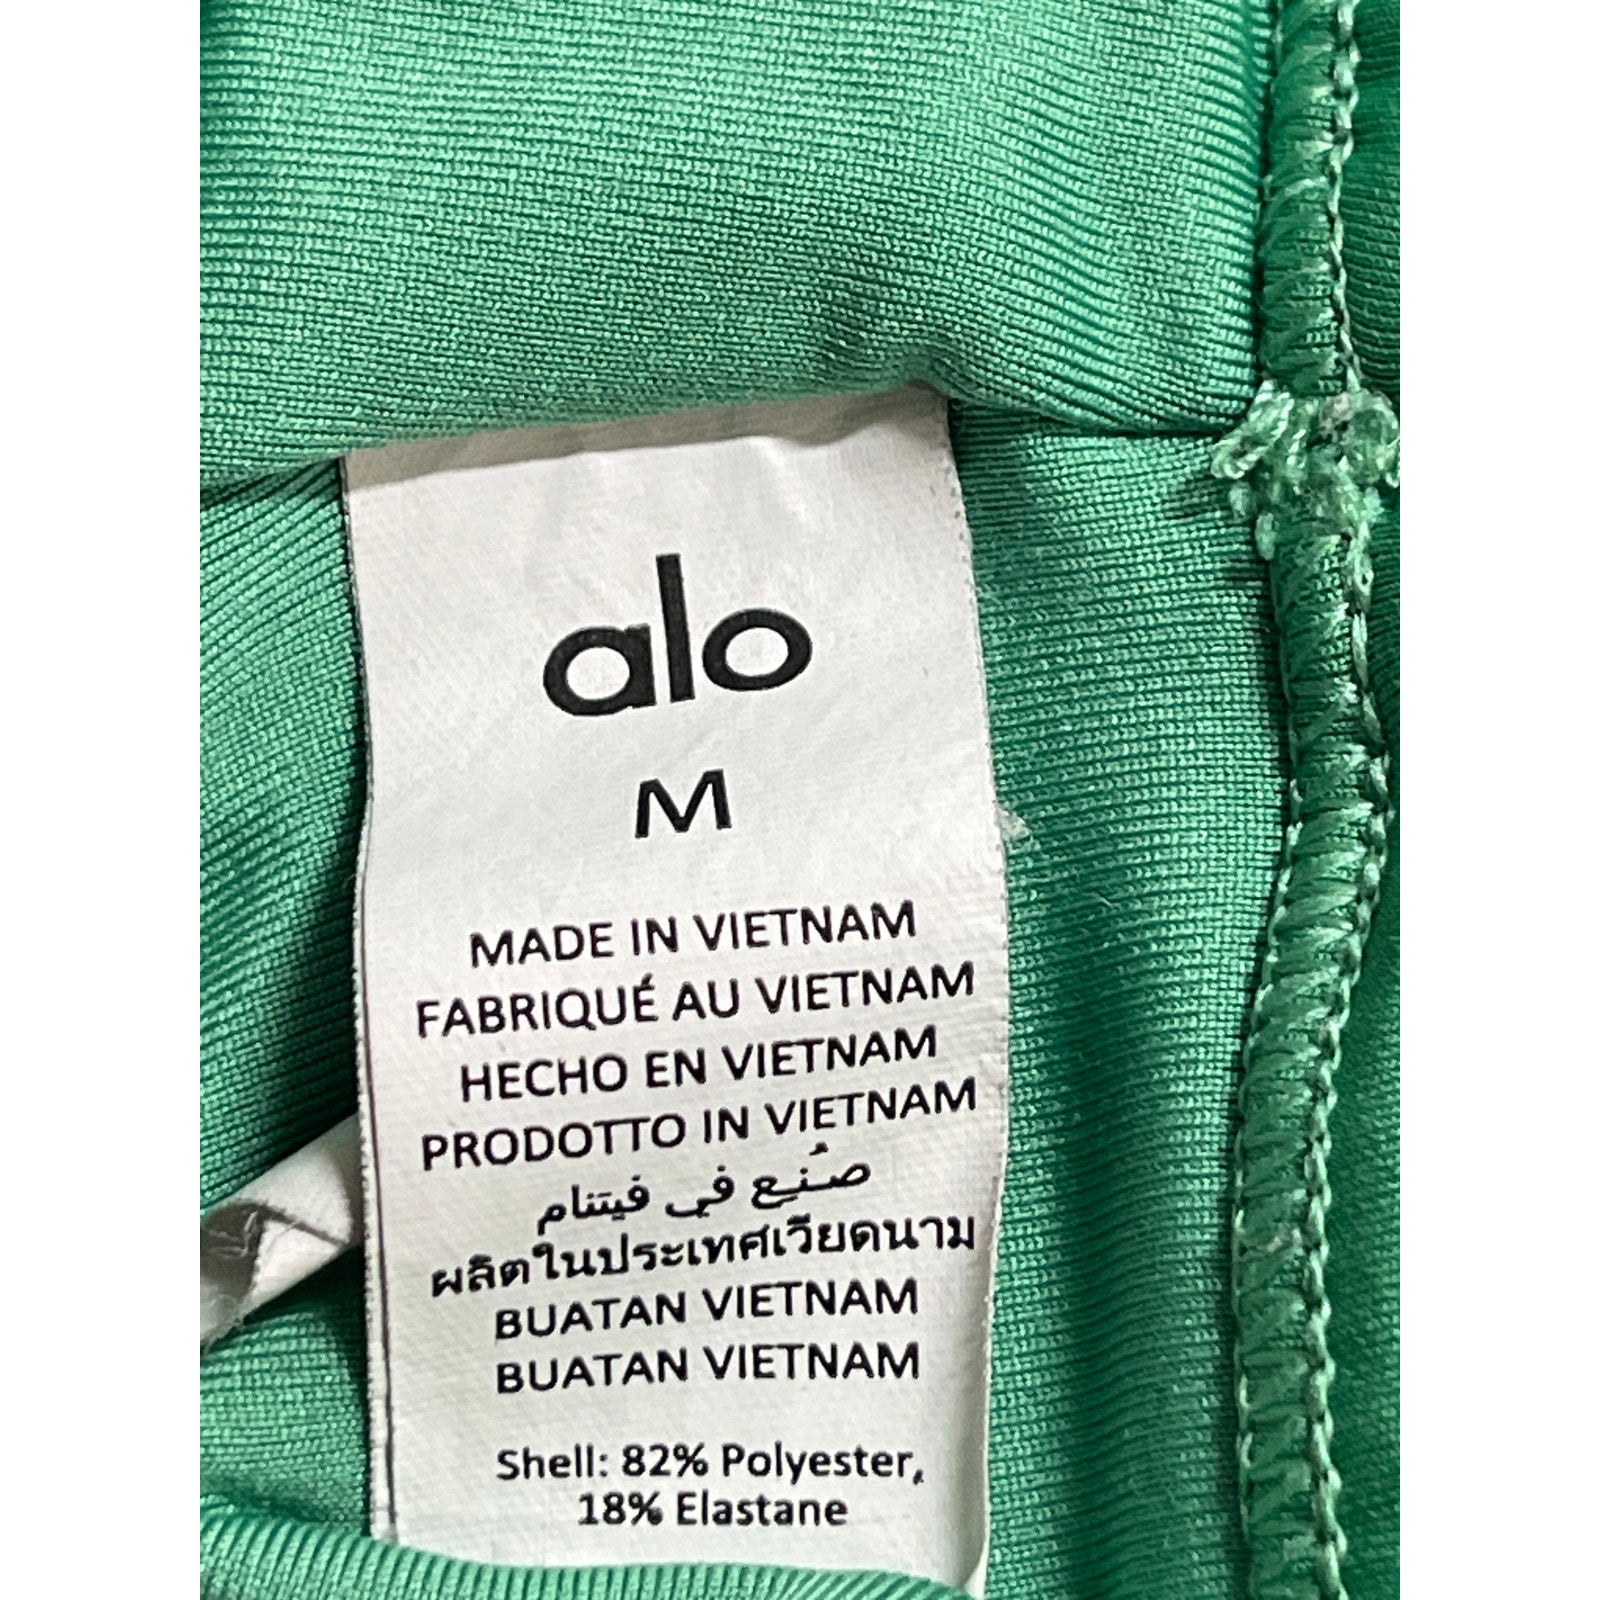 alo
M
MADE IN VIETNAM
FABRIQUÉ AU VIETNAM
HECHO EN VIETNAM
PRODOTTO IN VIETNAM
صُنع في فيتنام
ผลิตในประเทศเวียดนาม
BUATAN VIETNAM
BUATAN VIETNAM
Shell: 82% Polyester,
18% Elastane